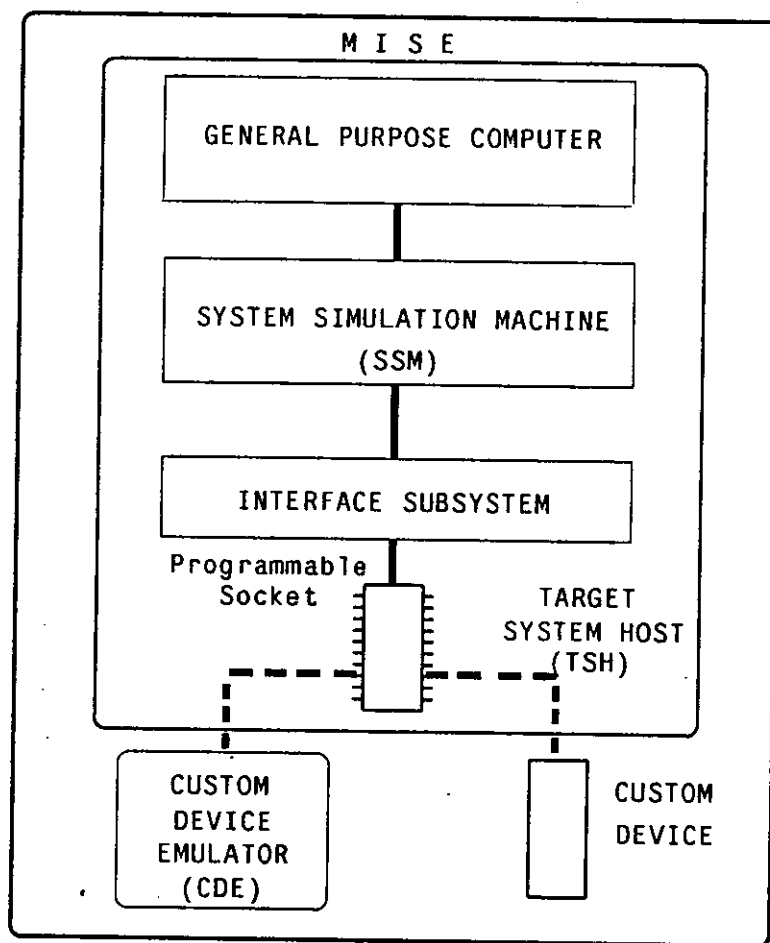 M I S E
GENERAL PURPOSE COMPUTER
SYSTEM SIMULATION MACHINE
(SSM)
INTERFACE SUBSYSTEM
Programmable
Socket
TARGET
SYSTEM HOST
(TSH)
CUSTOM
DEVICE
EMULATOR
(CDE)
CUSTOM
DEVICE